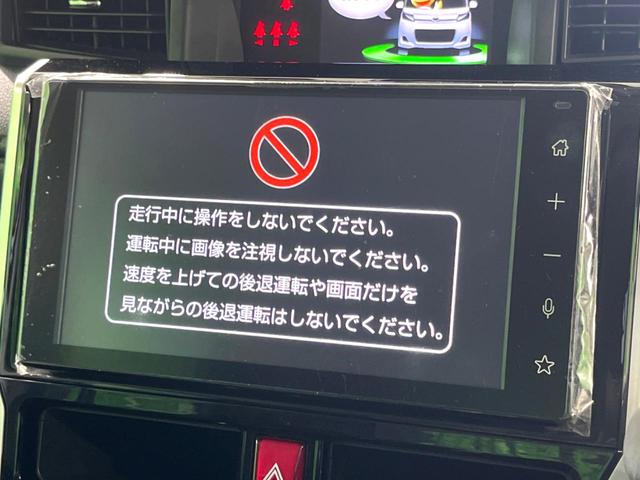 走行中に操作をしないでください。
運転中に画像を注視しないでください。
速度を上げての後退運転や画面だけを
見ながらの後退運転はしないでください。